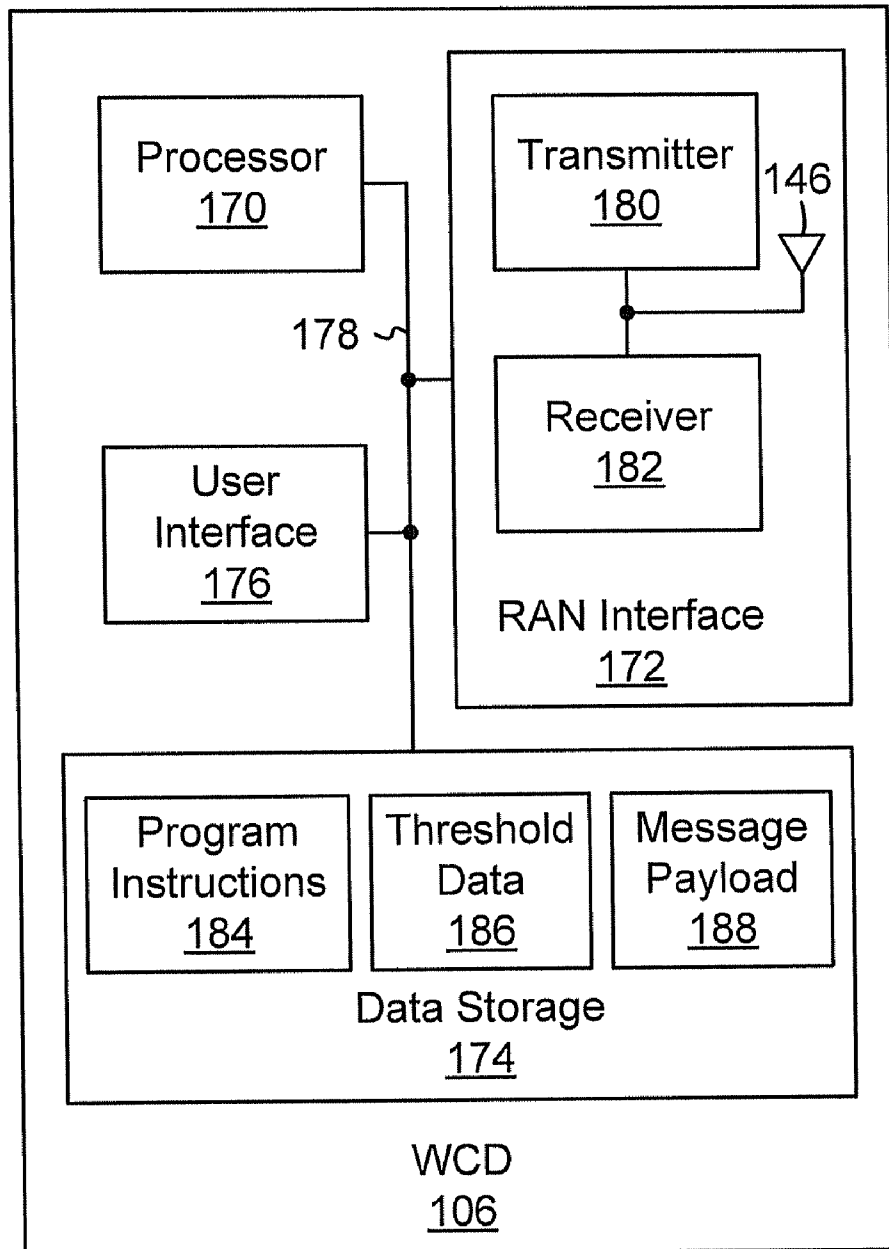 Processor
170
Transmitter
180
146
178
Receiver
182
User
Interface
176
RAN Interface
172
Program
Instructions
184
Threshold
Data
186
Message
Payload
188
Data Storage
174
WCD
106